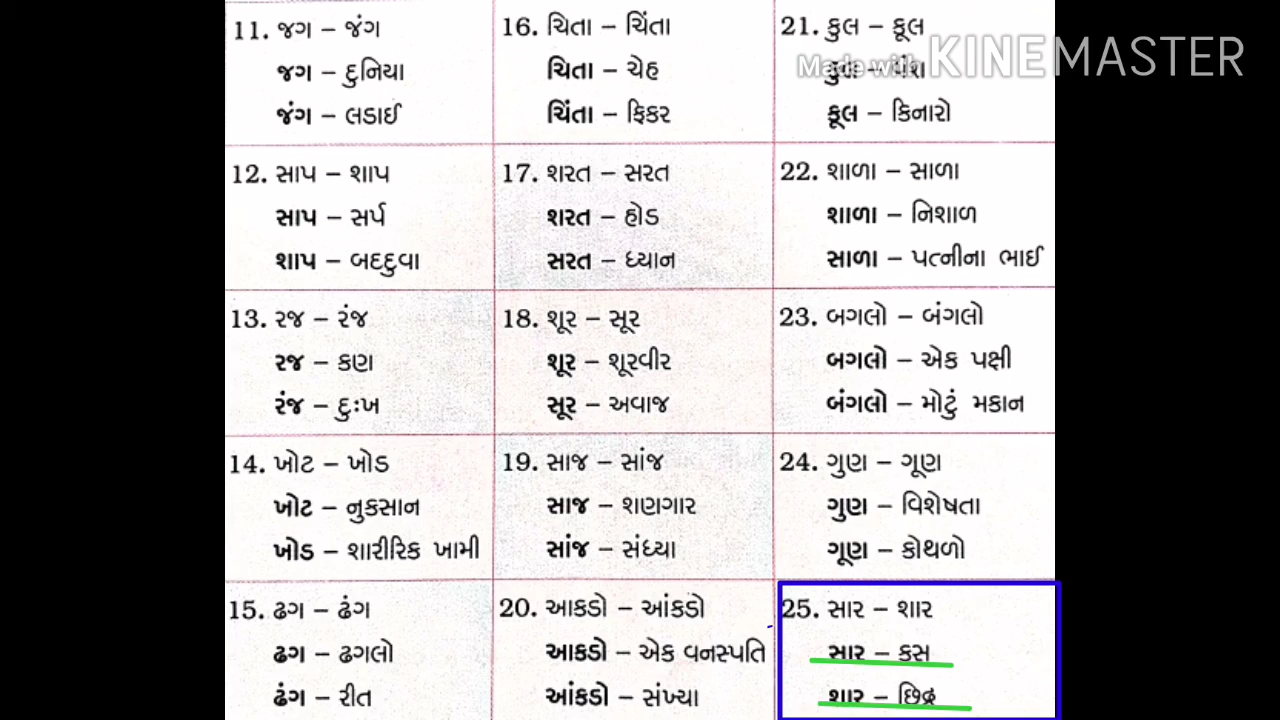 11. જગ – જંગ
જગ – દુનિયા
જંગ – લડાઈ
12. સાપ – શાપ
સાપ – સર્પ
શાપ – બદદુવા
13. રજ – રંજ
રજ – કણ
રંજ – દુઃખ
14. ખોટ – ખોડ
ખોટ – નુકસાન
ખોડ – શારીરિક ખામી
15. ઢગ – ઢંગ
ઢગ – ઢગલો
ઢંગ – રીત
16. ચિતા – ચિંતા
ચિતા – ચેહ
ચિંતા – ફિકર
17. શરત – સરત
શરત – હોડ
સરત – ધ્યાન
18. શૂર – સૂર
શૂર – શૂરવીર
સૂર – અવાજ
19. સાજ – સાંજ
સાજ – શણગાર
સાંજ – સંધ્યા
20. આકડો – આંકડો
આકડો – એક વનસ્પતિ
આંકડો – સંખ્યા
21. કુલ – કૂલ
Made with KINEMASTER
કુલ – વંશ
કૂલ – કિનારો
22. શાળા – સાળા
શાળા – નિશાળ
સાળા – પત્નીના ભાઈ
23. બગલો – બંગલો
બગલો – એક પક્ષી
બંગલો – મોટું મકાન
24. ગુણ – ગૂણ
ગુણ – વિશેષતા
ગૂણ – કોથળો
25. સાર – શાર
સાર – કસ
શાર – છિદ્ર